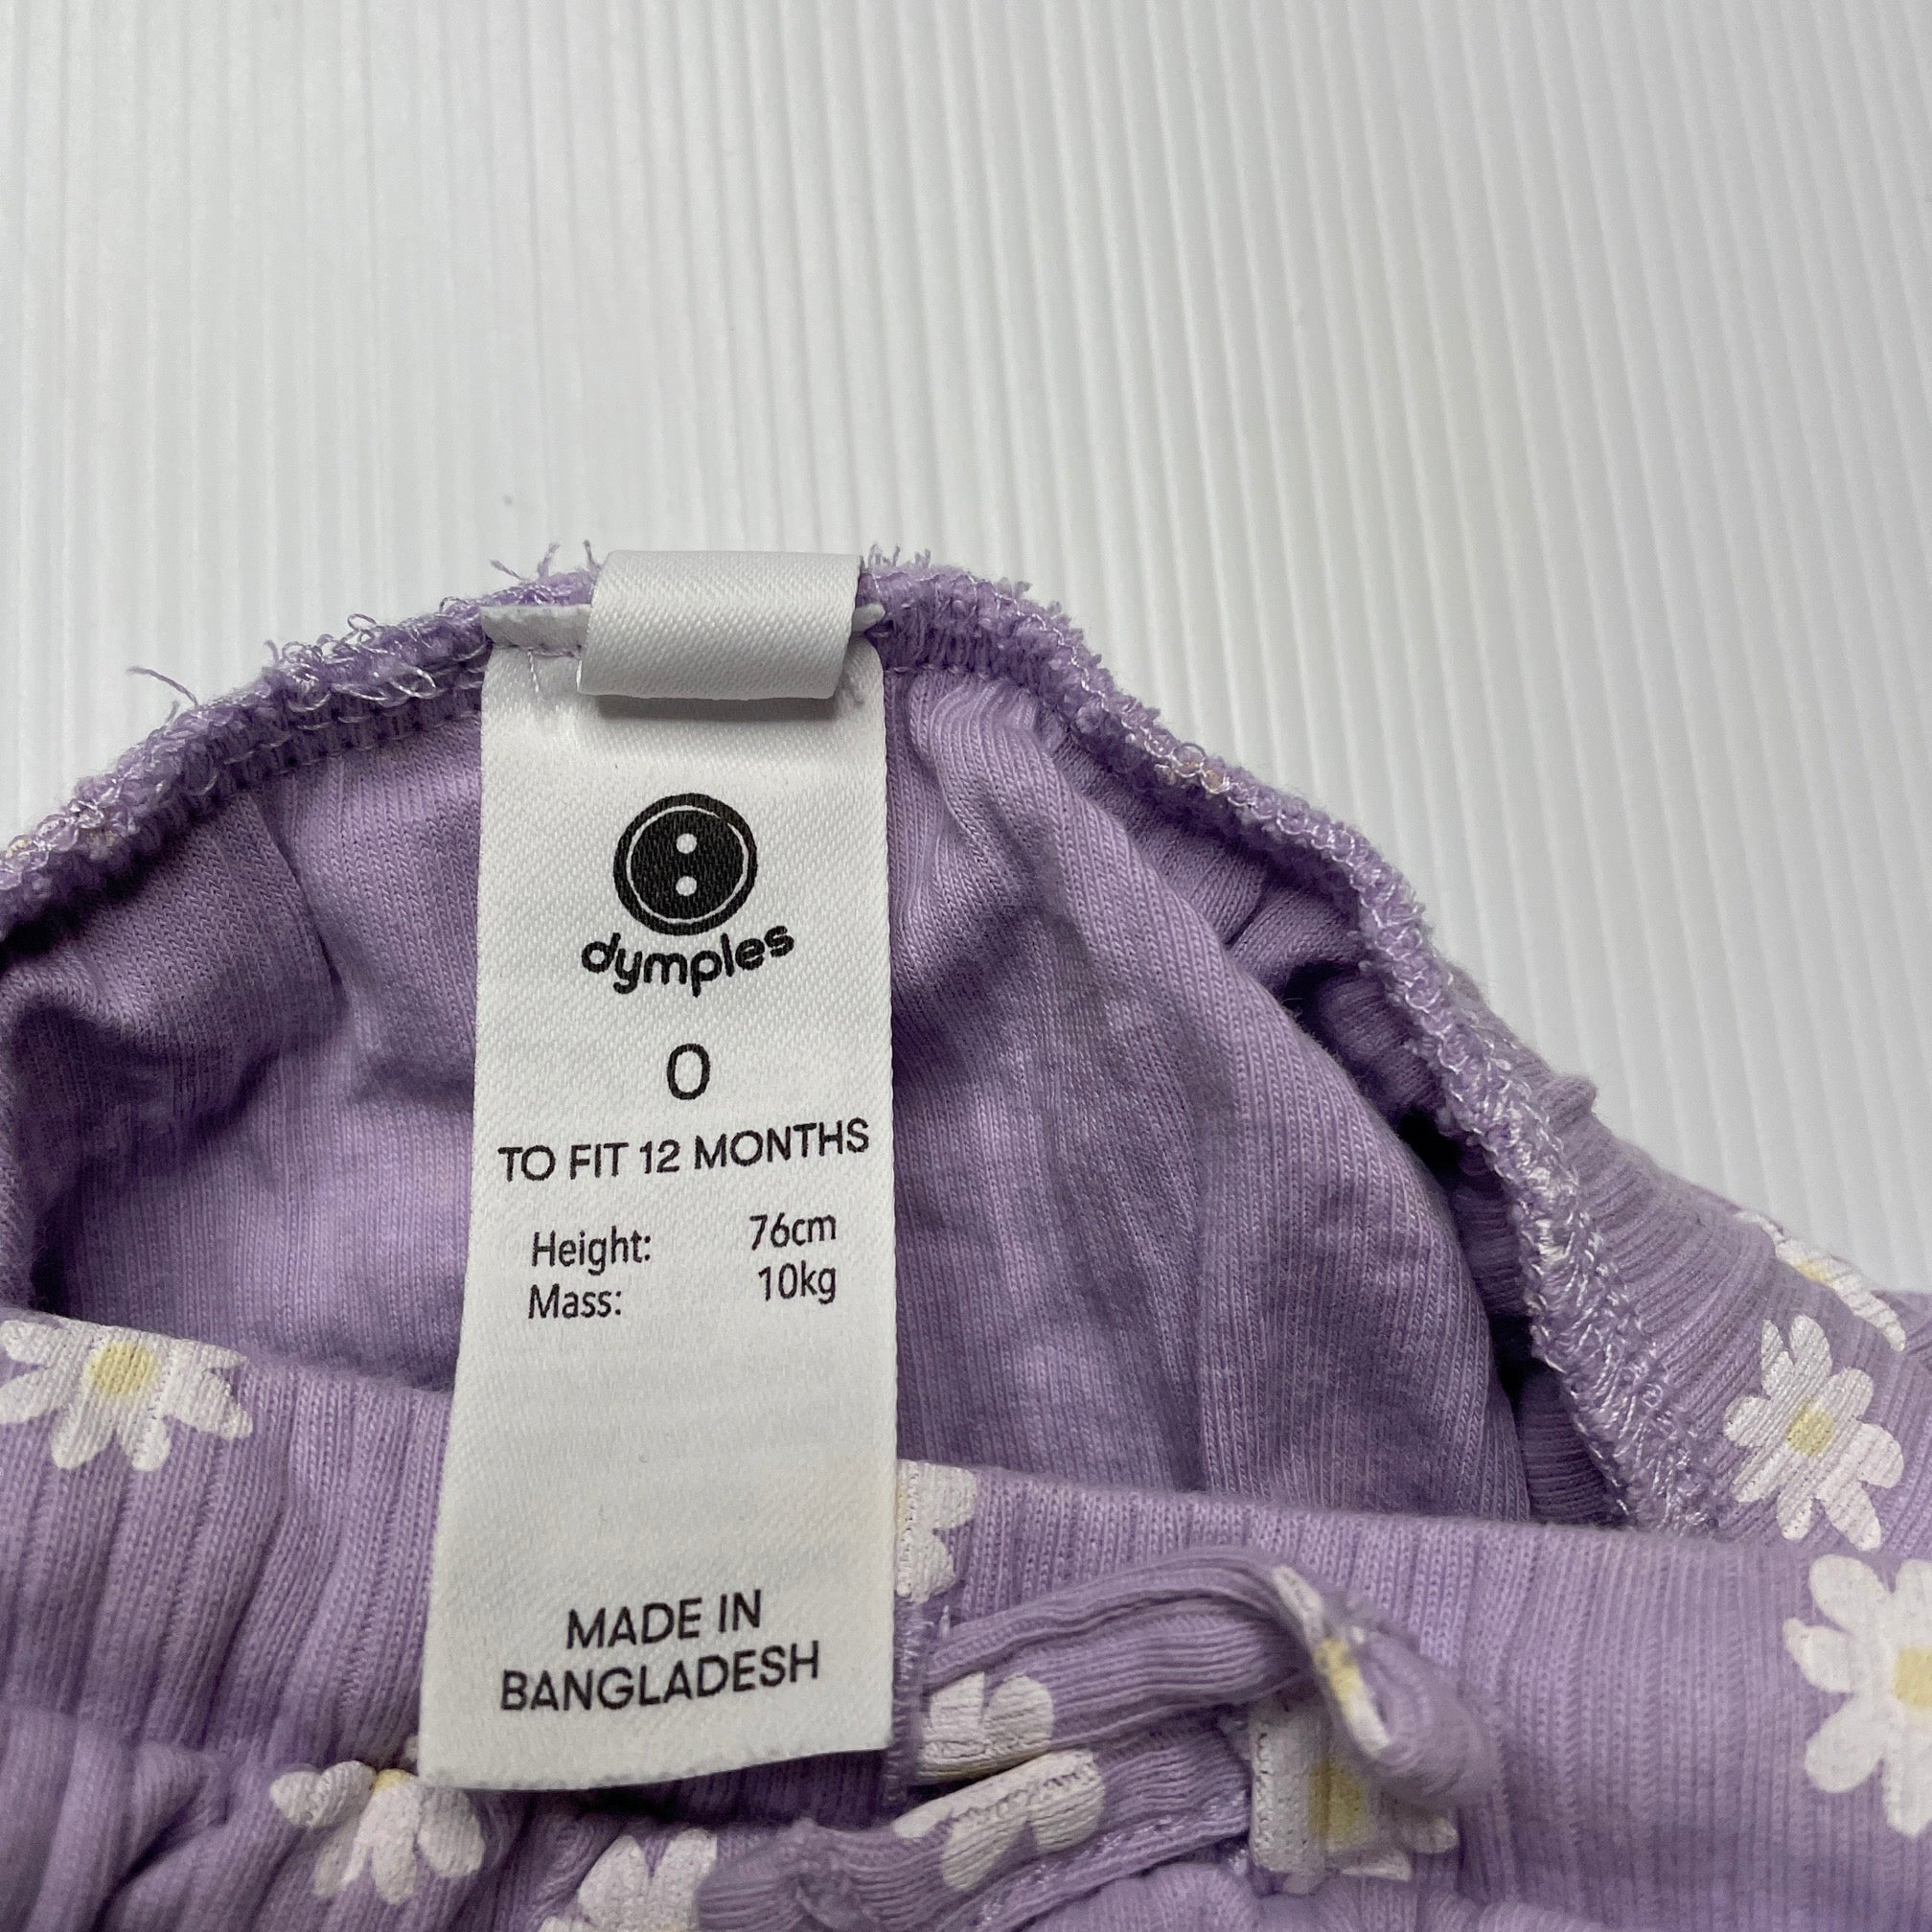 dymples
0
TO FIT 12 MONTHS
Height: 76cm
Mass: 10kg
MADE IN
BANGLADESH